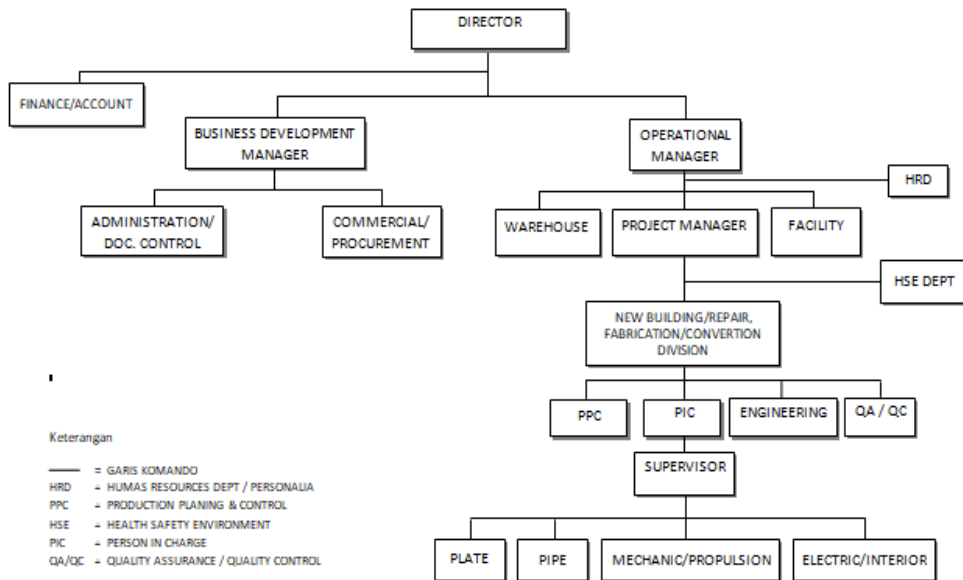 DIRECTOR
FINANCE/ACCOUNT
BUSINESS DEVELOPMENT
MANAGER
OPERATIONAL
MANAGER
HRD
ADMINISTRATION/
DOC. CONTROL
COMMERCIAL/
PROCUREMENT
WAREHOUSE
PROJECT MANAGER
FACILITY
HSE DEPT
NEW BUILDING/REPAIR,
FABRICATION/CONVERTION
DIVISION
PPC
PIC
ENGINEERING
QA / QC
SUPERVISOR
PLATE
PIPE
MECHANIC/PROPULSION
ELECTRIC/INTERIOR
Keterangan
= GARIS KOMANDO
HRD = HUMAS RESOURCES DEPT / PERSONALIA
PPC = PRODUCTION PLANING & CONTROL
HSE = HEALTH SAFETY ENVIRONMENT
PIC = PERSON IN CHARGE
QA/QC = QUALITY ASSURANCE / QUALITY CONTROL